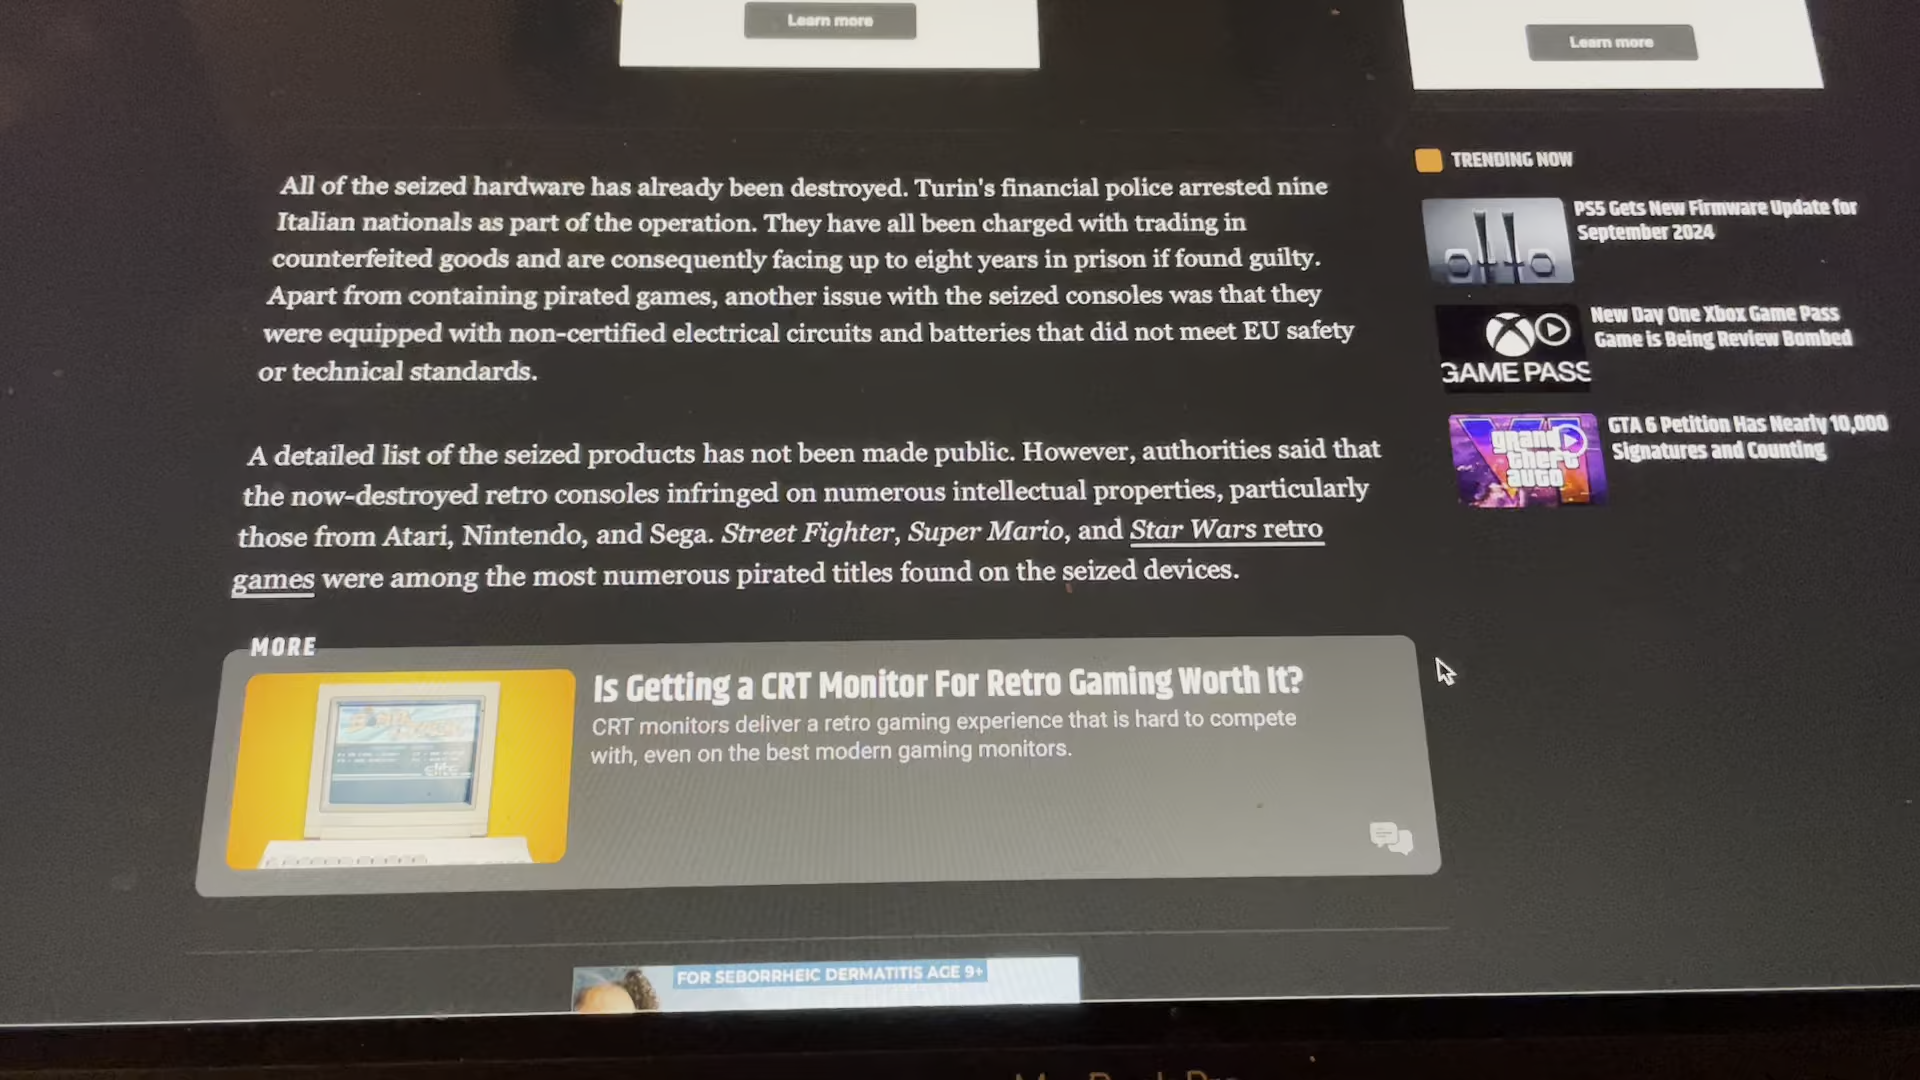 Learn more
Learn more
All of the seized hardware has already been destroyed. Turin's financial police arrested nine
Italian nationals as part of the operation. They have all been charged with trading in
counterfeited goods and are consequently facing up to eight years in prison if found guilty.
Apart from containing pirated games, another issue with the seized consoles was that they
were equipped with non-certified electrical circuits and batteries that did not meet EU safety
or technical standards.
A detailed list of the seized products has not been made public. However, authorities said that
the now-destroyed retro consoles infringed on numerous intellectual properties, particularly
those from Atari, Nintendo, and Sega. Street Fighter, Super Mario, and Star Wars retro
games were among the most numerous pirated titles found on the seized devices.
MORE
Is Getting a CRT Monitor For Retro Gaming Worth It?
CRT monitors deliver a retro gaming experience that is hard to compete
with, even on the best modern gaming monitors.
elite
TRENDING NOW
PS5 Gets New Firmware Update for
September 2024
GAME PASS
New Day One Xbox Game Pass
Game is Being Review Bombed
VI
grand
theft
auto
GTA 6 Petition Has Nearly 10,000
Signatures and Counting
FOR SEBORRHEIC DERMATITIS AGE 9+
MacBook Pro